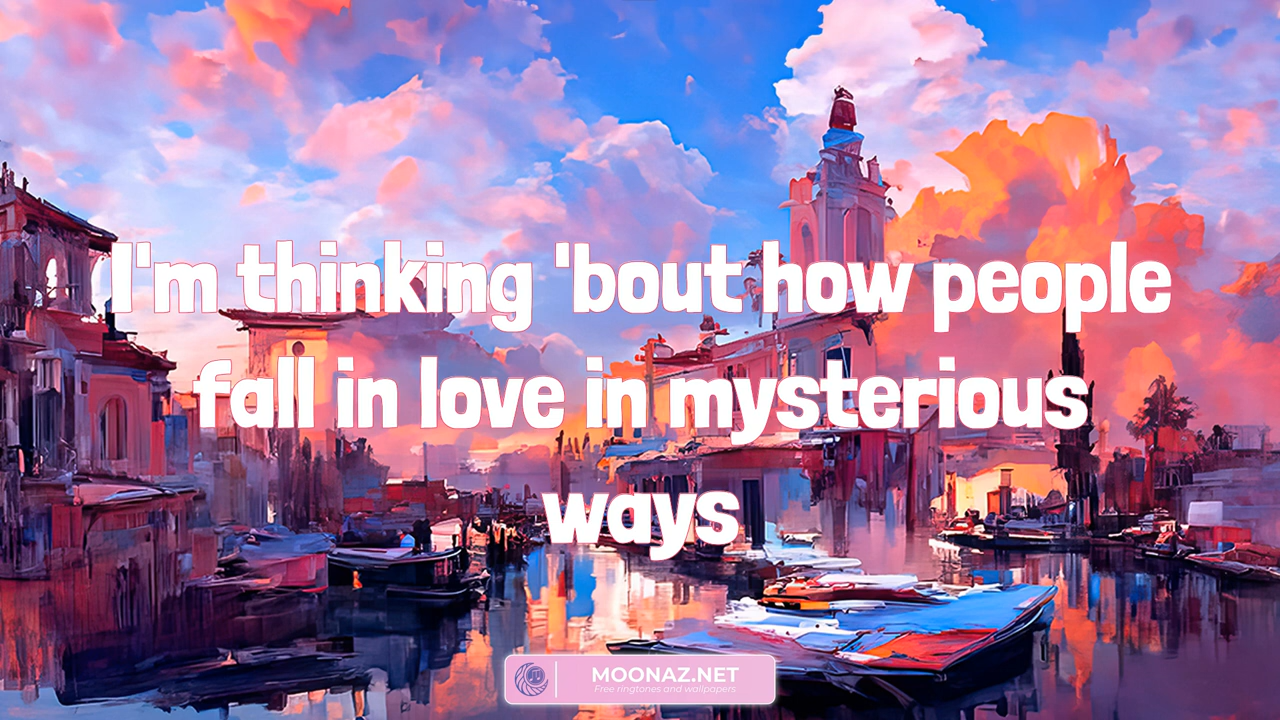 I'm thinking 'bout how people
fall in love in mysterious
ways
MOONAZ.NET
Free ringtones and wallpapers